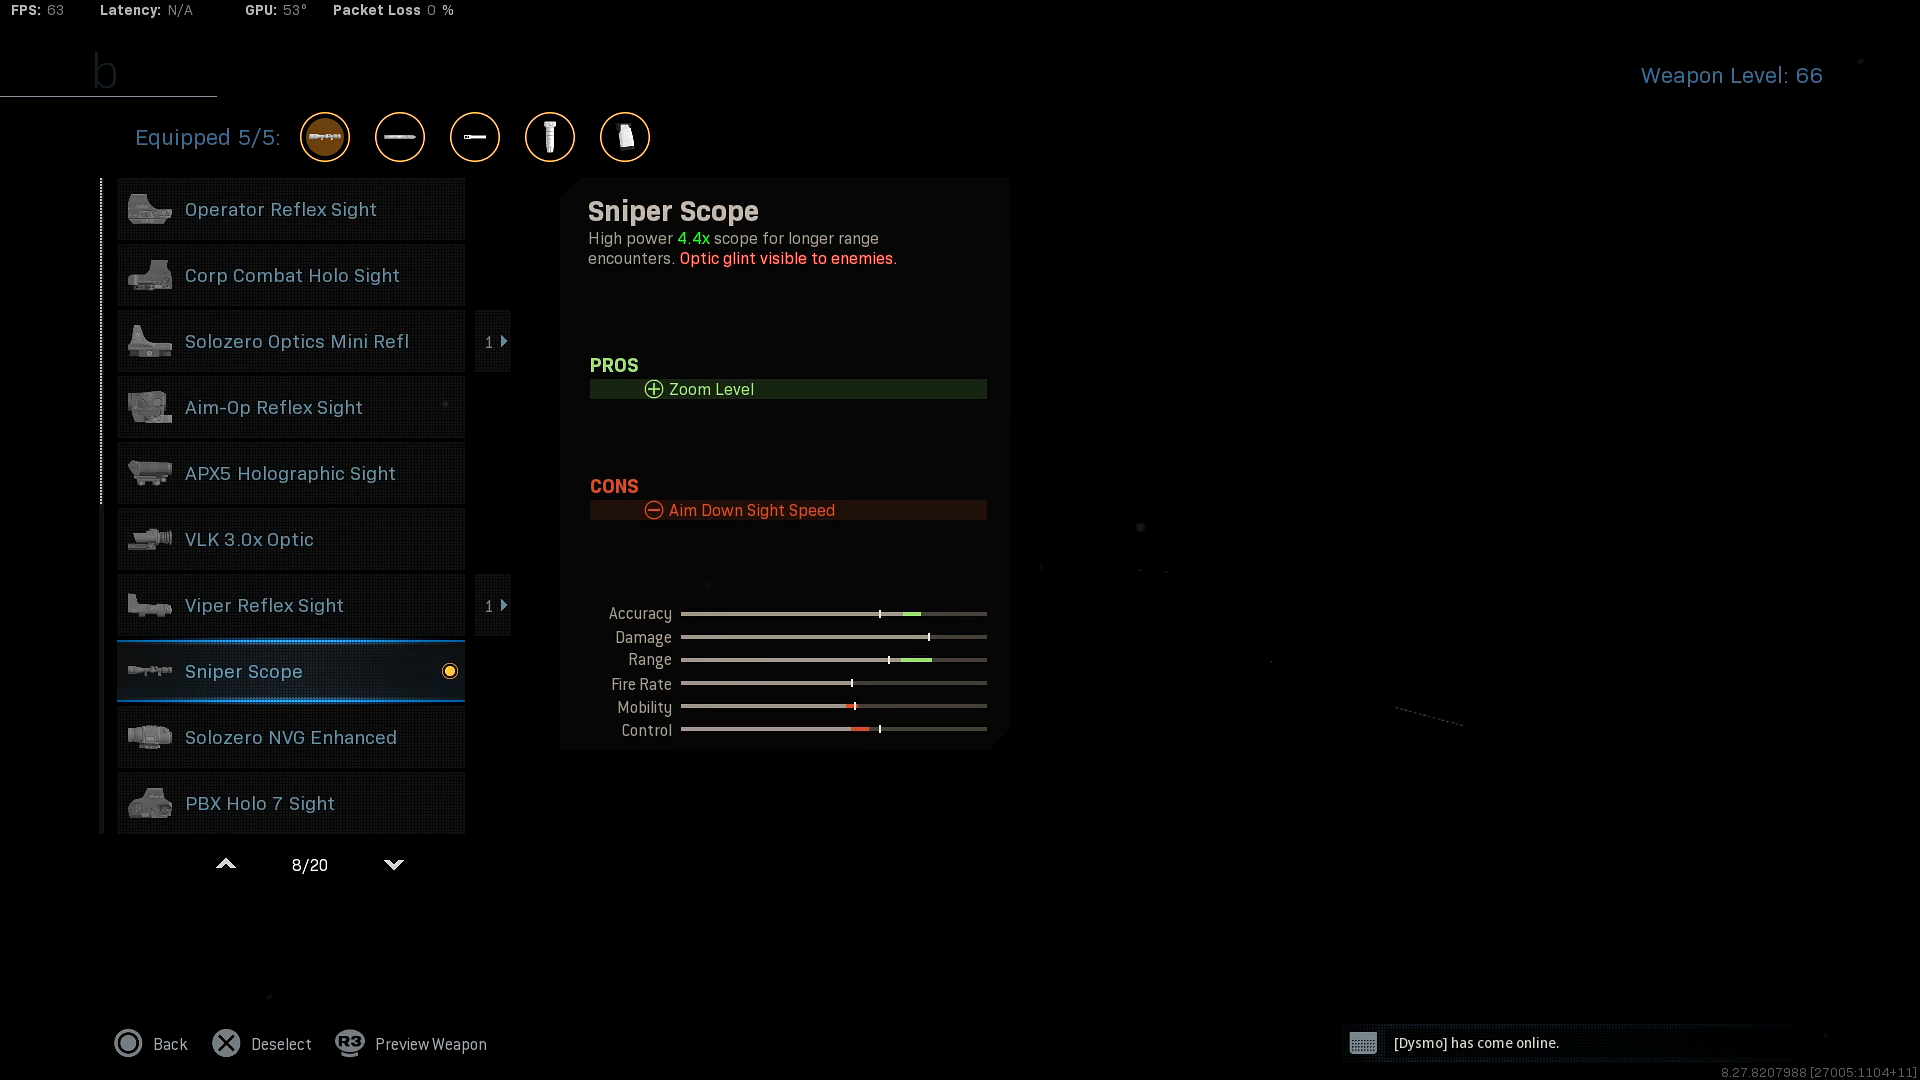 FPS: 63 Latency: N/A GPU: 53° Packet Loss 0 %
b
Weapon Level: 66
Equipped 5/5:
Operator Reflex Sight
Corp Combat Holo Sight
Solozero Optics Mini Refl
1
Aim-Op Reflex Sight
APX5 Holographic Sight
VLK 3.0x Optic
Viper Reflex Sight
1
Sniper Scope
Solozero NVG Enhanced
PBX Holo 7 Sight
8/20
Sniper Scope
High power 4.4x scope for longer range
encounters. Optic glint visible to enemies.
PROS
Zoom Level
CONS
Aim Down Sight Speed
Accuracy
Damage
Range
Fire Rate
Mobility
Control
Back Deselect R3 Preview Weapon
[Dysmo] has come online.
8.27.8207988 [27005:1104+11]